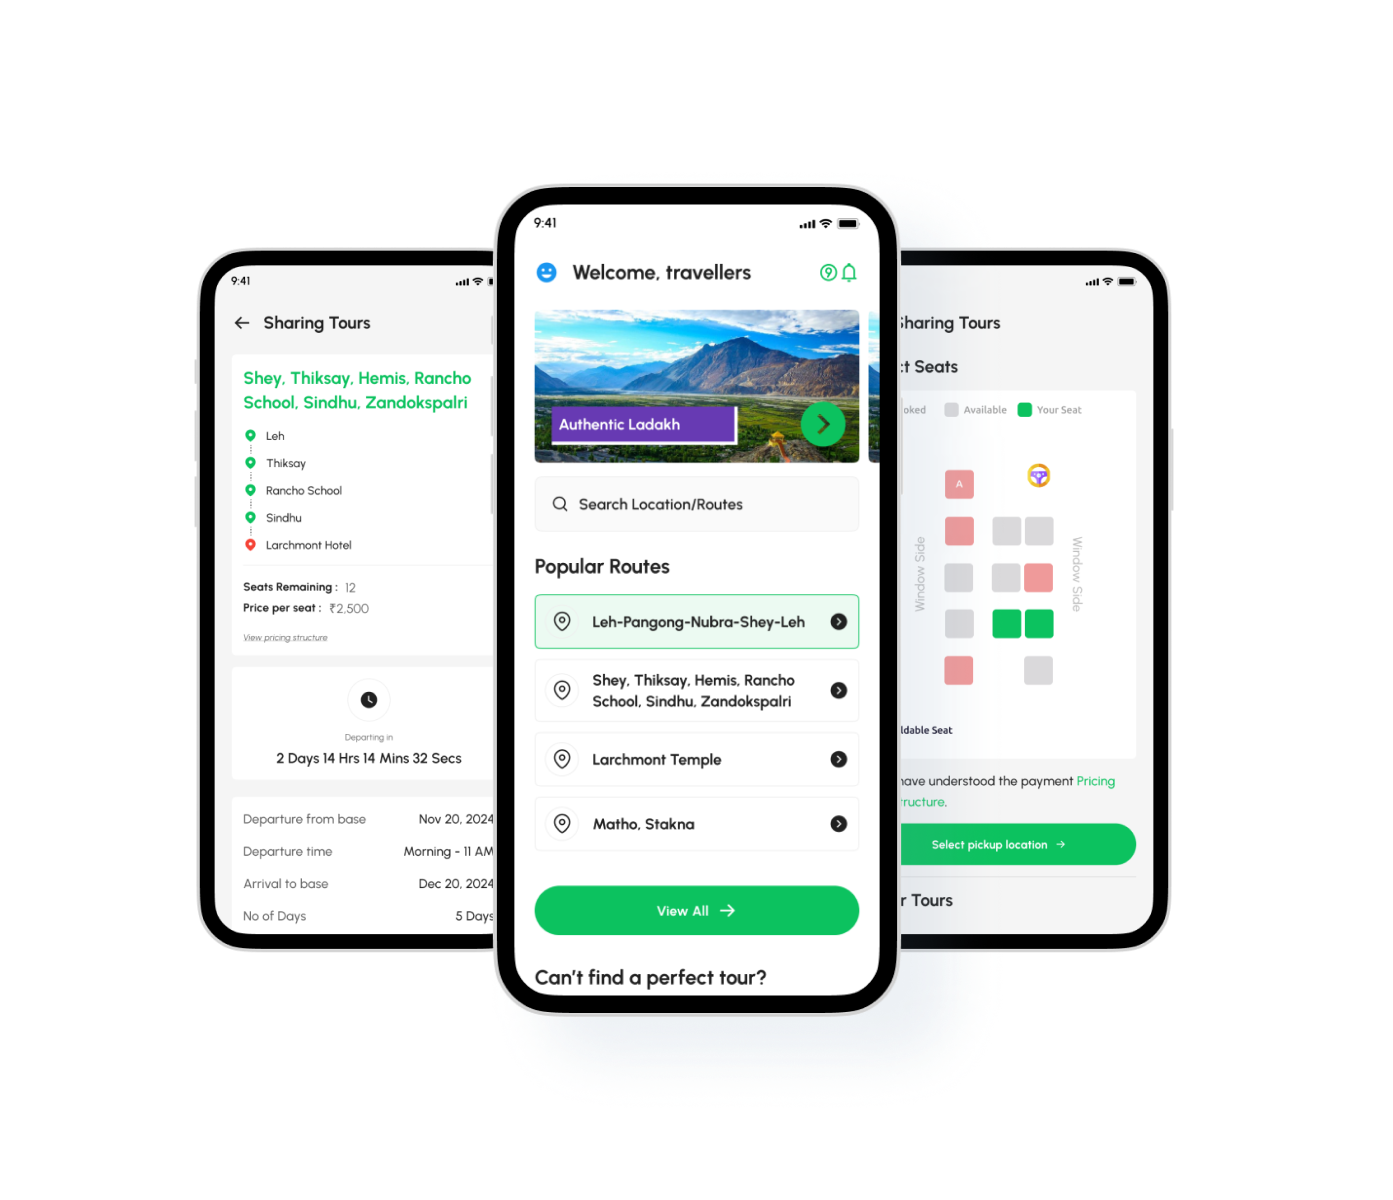 9:41
Sharing Tours
Shey, Thiksay, Hemis, Rancho
School, Sindhu, Zandokspalri
Leh
Thiksay
Rancho School
Sindhu
Larchmont Hotel
Seats Remaining : 12
Price per seat : ₹2,500
View pricing structure
Departing in
2 Days 14 Hrs 14 Mins 32 Secs
Departure from base Nov 20, 2024
Departure time Morning - 11 AM
Arrival to base Dec 20, 2024
No of Days 5 Days
9:41
Welcome, travellers
Authentic Ladakh
Search Location/Routes
Popular Routes
Leh-Pangong-Nubra-Shey-Leh
Shey, Thiksay, Hemis, Rancho
School, Sindhu, Zandokspalri
Larchmont Temple
Matho, Stakna
View All
Can't find a perfect tour?
Sharing Tours
ct Seats
oked Available Your Seat
A
Window Side
Window Side
ldable Seat
have understood the payment Pricing
tructure.
Select pickup location
r Tours